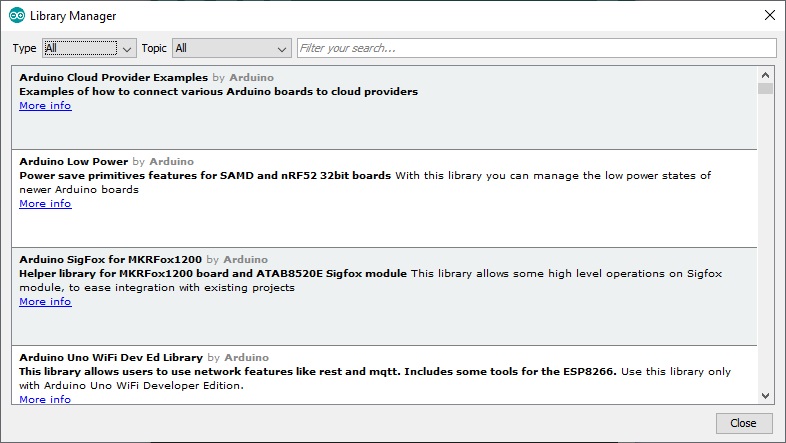 Library Manager
Type All Topic All Filter your search...
Arduino Cloud Provider Examples by Arduino
Examples of how to connect various Arduino boards to cloud providers
More info
Arduino Low Power by Arduino
Power save primitives features for SAMD and nRF52 32bit boards With this library you can manage the low power states of
newer Arduino boards
More info
Arduino SigFox for MKRFox1200 by Arduino
Helper library for MKRFox1200 board and ATAB8520E Sigfox module This library allows some high level operations on Sigfox
module, to ease integration with existing projects
More info
Arduino Uno WiFi Dev Ed Library by Arduino
This library allows users to use network features like rest and mqtt. Includes some tools for the ESP8266. Use this library only
with Arduino Uno WiFi Developer Edition.
More info
Close